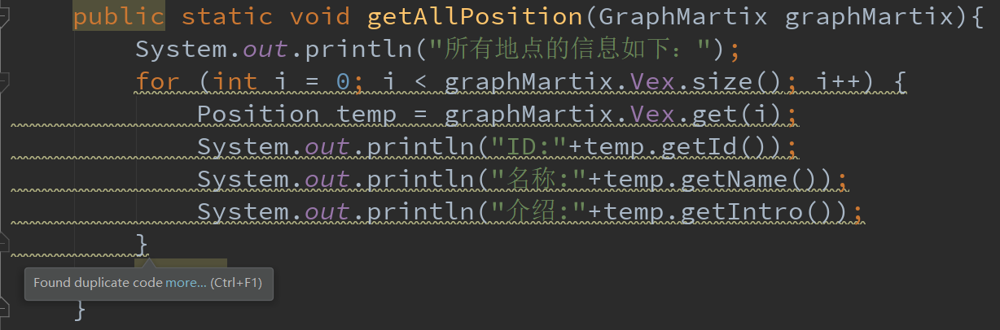 public static void getAllPosition(GraphMartix graphMartix){
System.out.println("所有地点的信息如下：");
for (int i = 0; i < graphMartix.Vex.size(); i++) {
Position temp = graphMartix.Vex.get(i);
System.out.println("ID:"+temp.getId());
System.out.println("名称:"+temp.getName());
System.out.println("介绍:"+temp.getIntro());
}
Found duplicate code more... (Ctrl+F1)
}